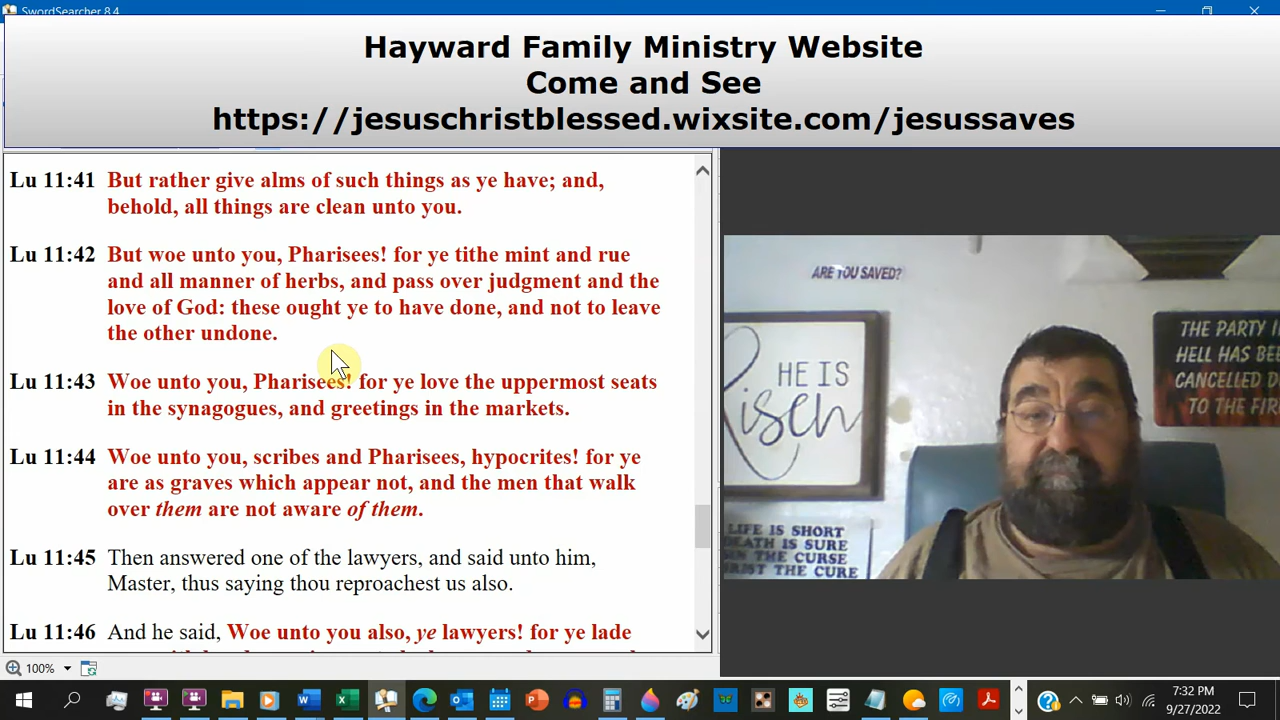 SwordSearcher 8.4
Hayward Family Ministry Website
Come and See
https://jesuschristblessed.wixsite.com/jesussaves
Lu 11:41 But rather give alms of such things as ye have; and,
behold, all things are clean unto you.
Lu 11:42 But woe unto you, Pharisees! for ye tithe mint and rue
and all manner of herbs, and pass over judgment and the
love of God: these ought ye to have done, and not to leave
the other undone.
Lu 11:43 Woe unto you, Pharisees! for ye love the uppermost seats
in the synagogues, and greetings in the markets.
Lu 11:44 Woe unto you, scribes and Pharisees, hypocrites! for ye
are as graves which appear not, and the men that walk
over them are not aware of them.
Lu 11:45 Then answered one of the lawyers, and said unto him,
Master, thus saying thou reproachest us also.
Lu 11:46 And he said, Woe unto you also, ye lawyers! for ye lade
100%
ARE YOU SAVED?
HE IS
Risen
THE PARTY I
HELL HAS BEE
CANCELLED D
TO THE FIR
LIFE IS SHORT
DEATH IS SURE
SIN THE CURSE
CHRIST THE CURE
7:32 PM
9/27/2022